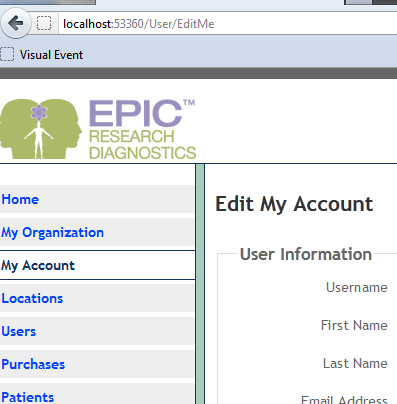 localhost:53360/User/EditMe
Visual Event
EPIC™
RESEARCH
DIAGNOSTICS
Home
My Organization
My Account
Locations
Users
Purchases
Patients
Edit My Account
User Information
Username
First Name
Last Name
Email Address